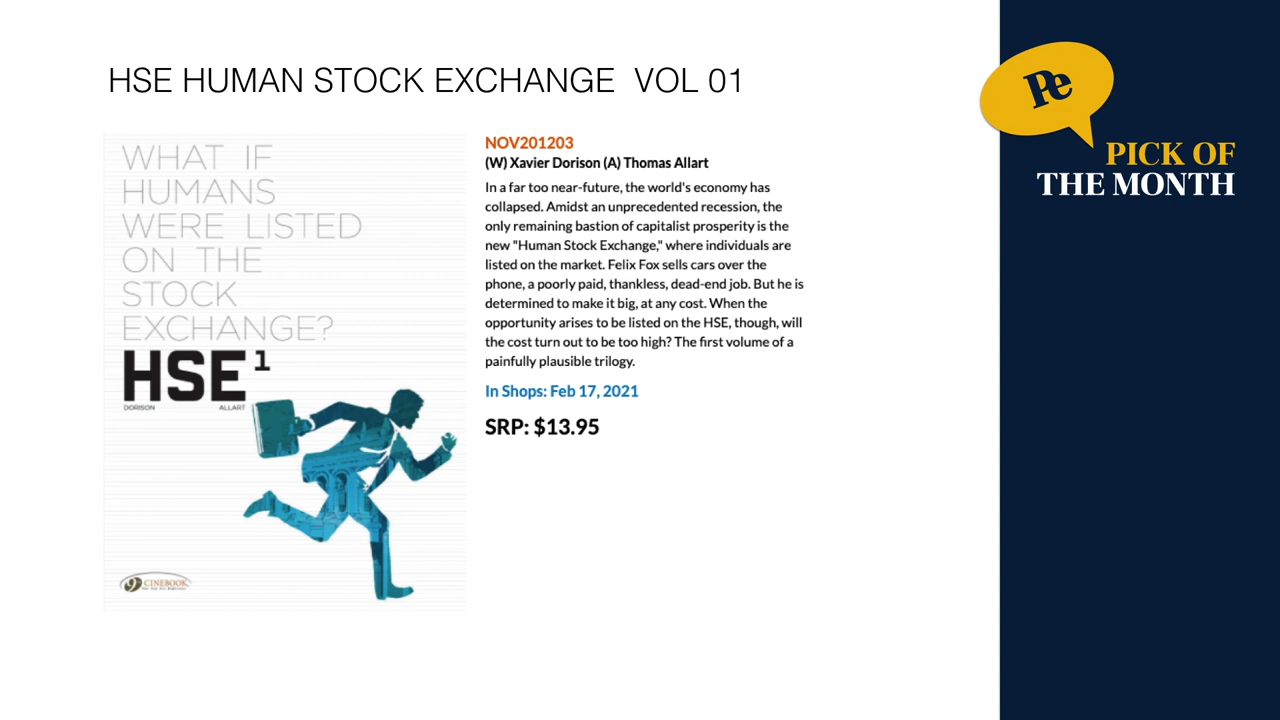 HSE HUMAN STOCK EXCHANGE  VOL 01
WHAT IF
HUMANS
WERE LISTED
ON THE
STOCK
EXCHANGE?
HSE 1
DORISON ALLART
9 CINEBOOK
NOV201203
(W) Xavier Dorison (A) Thomas Allart
In a far too near-future, the world's economy has
collapsed. Amidst an unprecedented recession, the
only remaining bastion of capitalist prosperity is the
new "Human Stock Exchange," where individuals are
listed on the market. Felix Fox sells cars over the
phone, a poorly paid, thankless, dead-end job. But he is
determined to make it big, at any cost. When the
opportunity arises to be listed on the HSE, though, will
the cost turn out to be too high? The first volume of a
painfully plausible trilogy.
In Shops: Feb 17, 2021
SRP: $13.95
Pe
PICK OF
THE MONTH